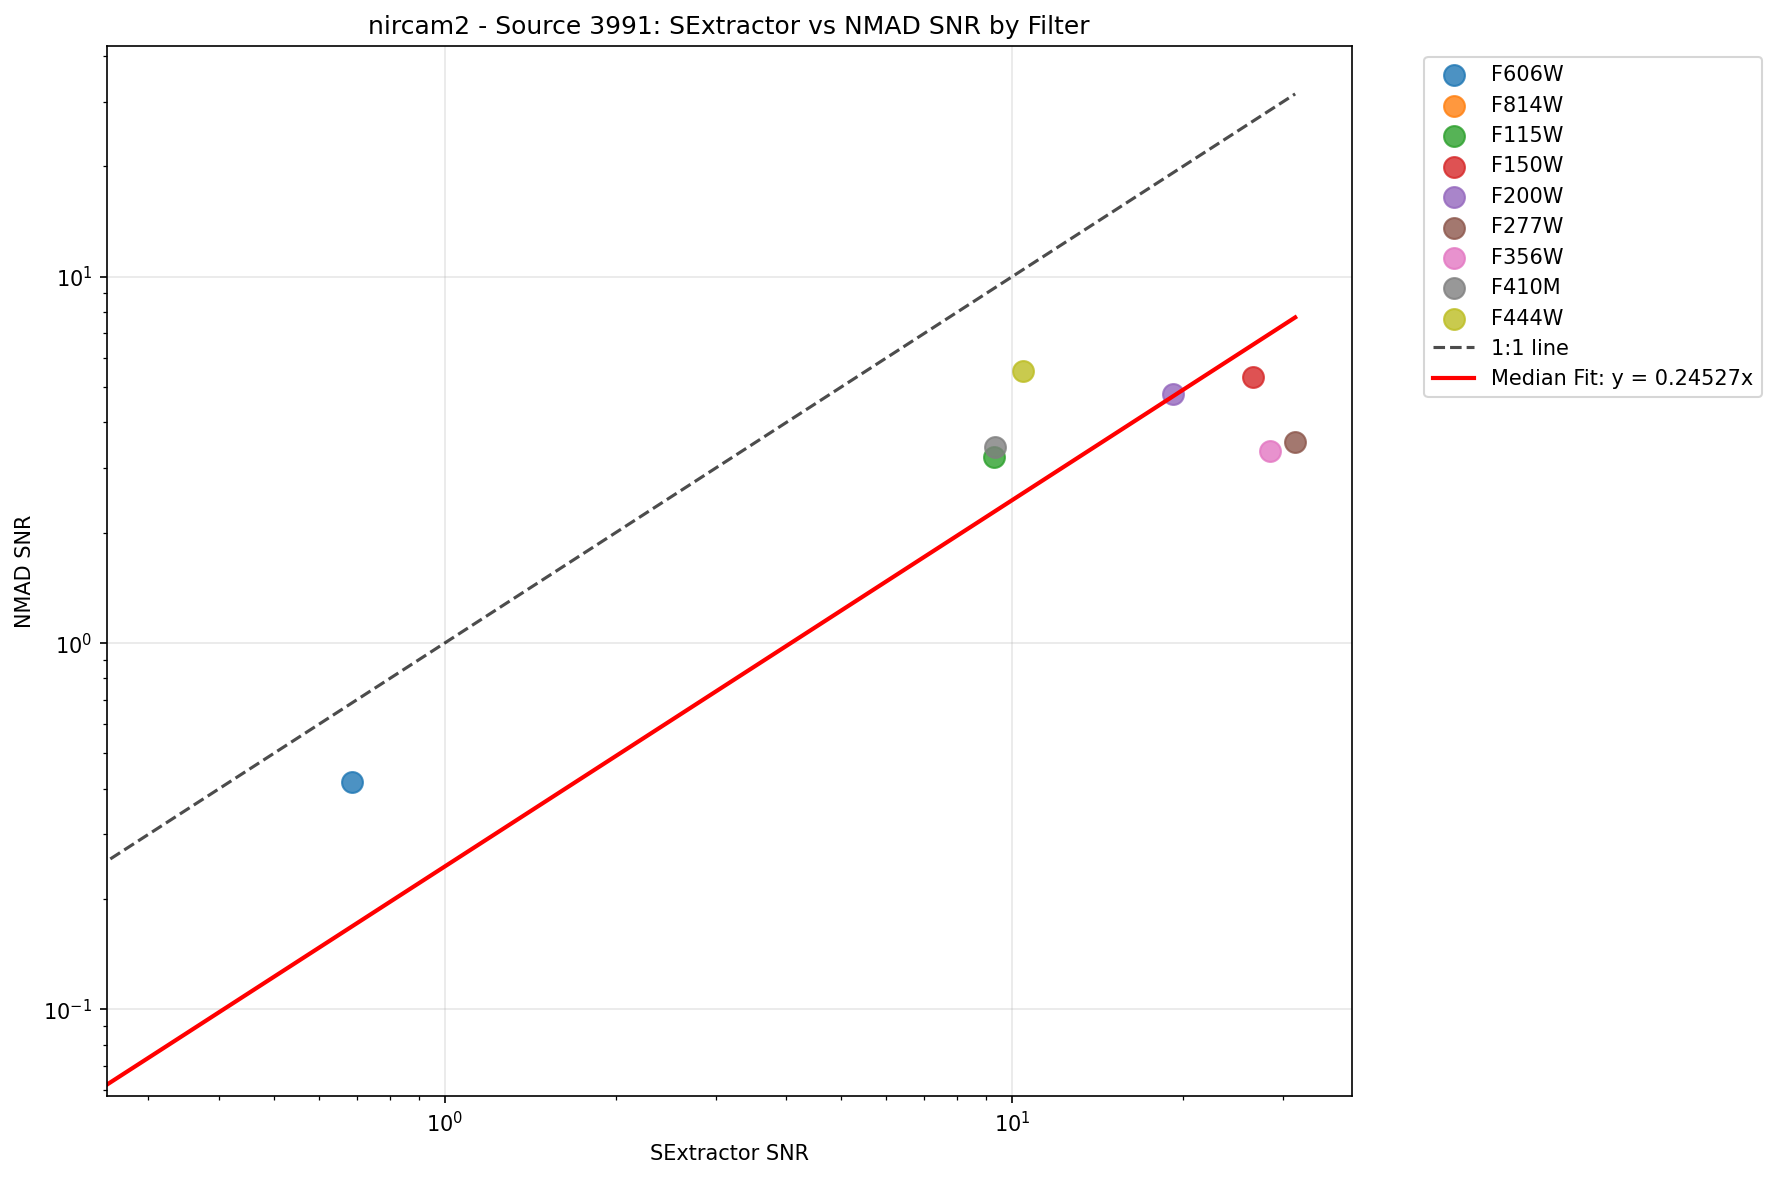 nircam2 - Source 3991: SExtractor vs NMAD SNR by Filter
F606W
F814W
F115W
F150W
F200W
F277W
F356W
F410M
F444W
1:1 line
Median Fit: y = 0.24527x
NMAD SNR
10¹
10⁰
10⁻¹
10⁰
10¹
SExtractor SNR